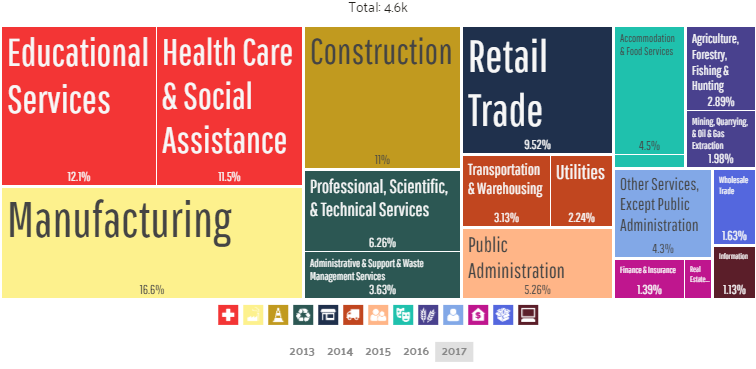 Total: 4.6k
Educational
Services
12.1%
Health Care
& Social
Assistance
11.5%
Manufacturing
16.6%
Construction
11%
Professional, Scientific,
& Technical Services
6.26%
Administrative & Support & Waste
Management Services
3.63%
Retail
Trade
9.52%
Transportation
& Warehousing
3.13%
Utilities
2.24%
Public
Administration
5.26%
Accommodation
& Food Services
4.5%
Agriculture,
Forestry,
Fishing &
Hunting
2.89%
Mining, Quarrying,
& Oil & Gas
Extraction
1.98%
Other Services,
Except Public
Administration
4.3%
Wholesale
Trade
1.63%
Finance & Insurance
1.39%
Real
Estate...
Information
1.13%
2013 2014 2015 2016 2017